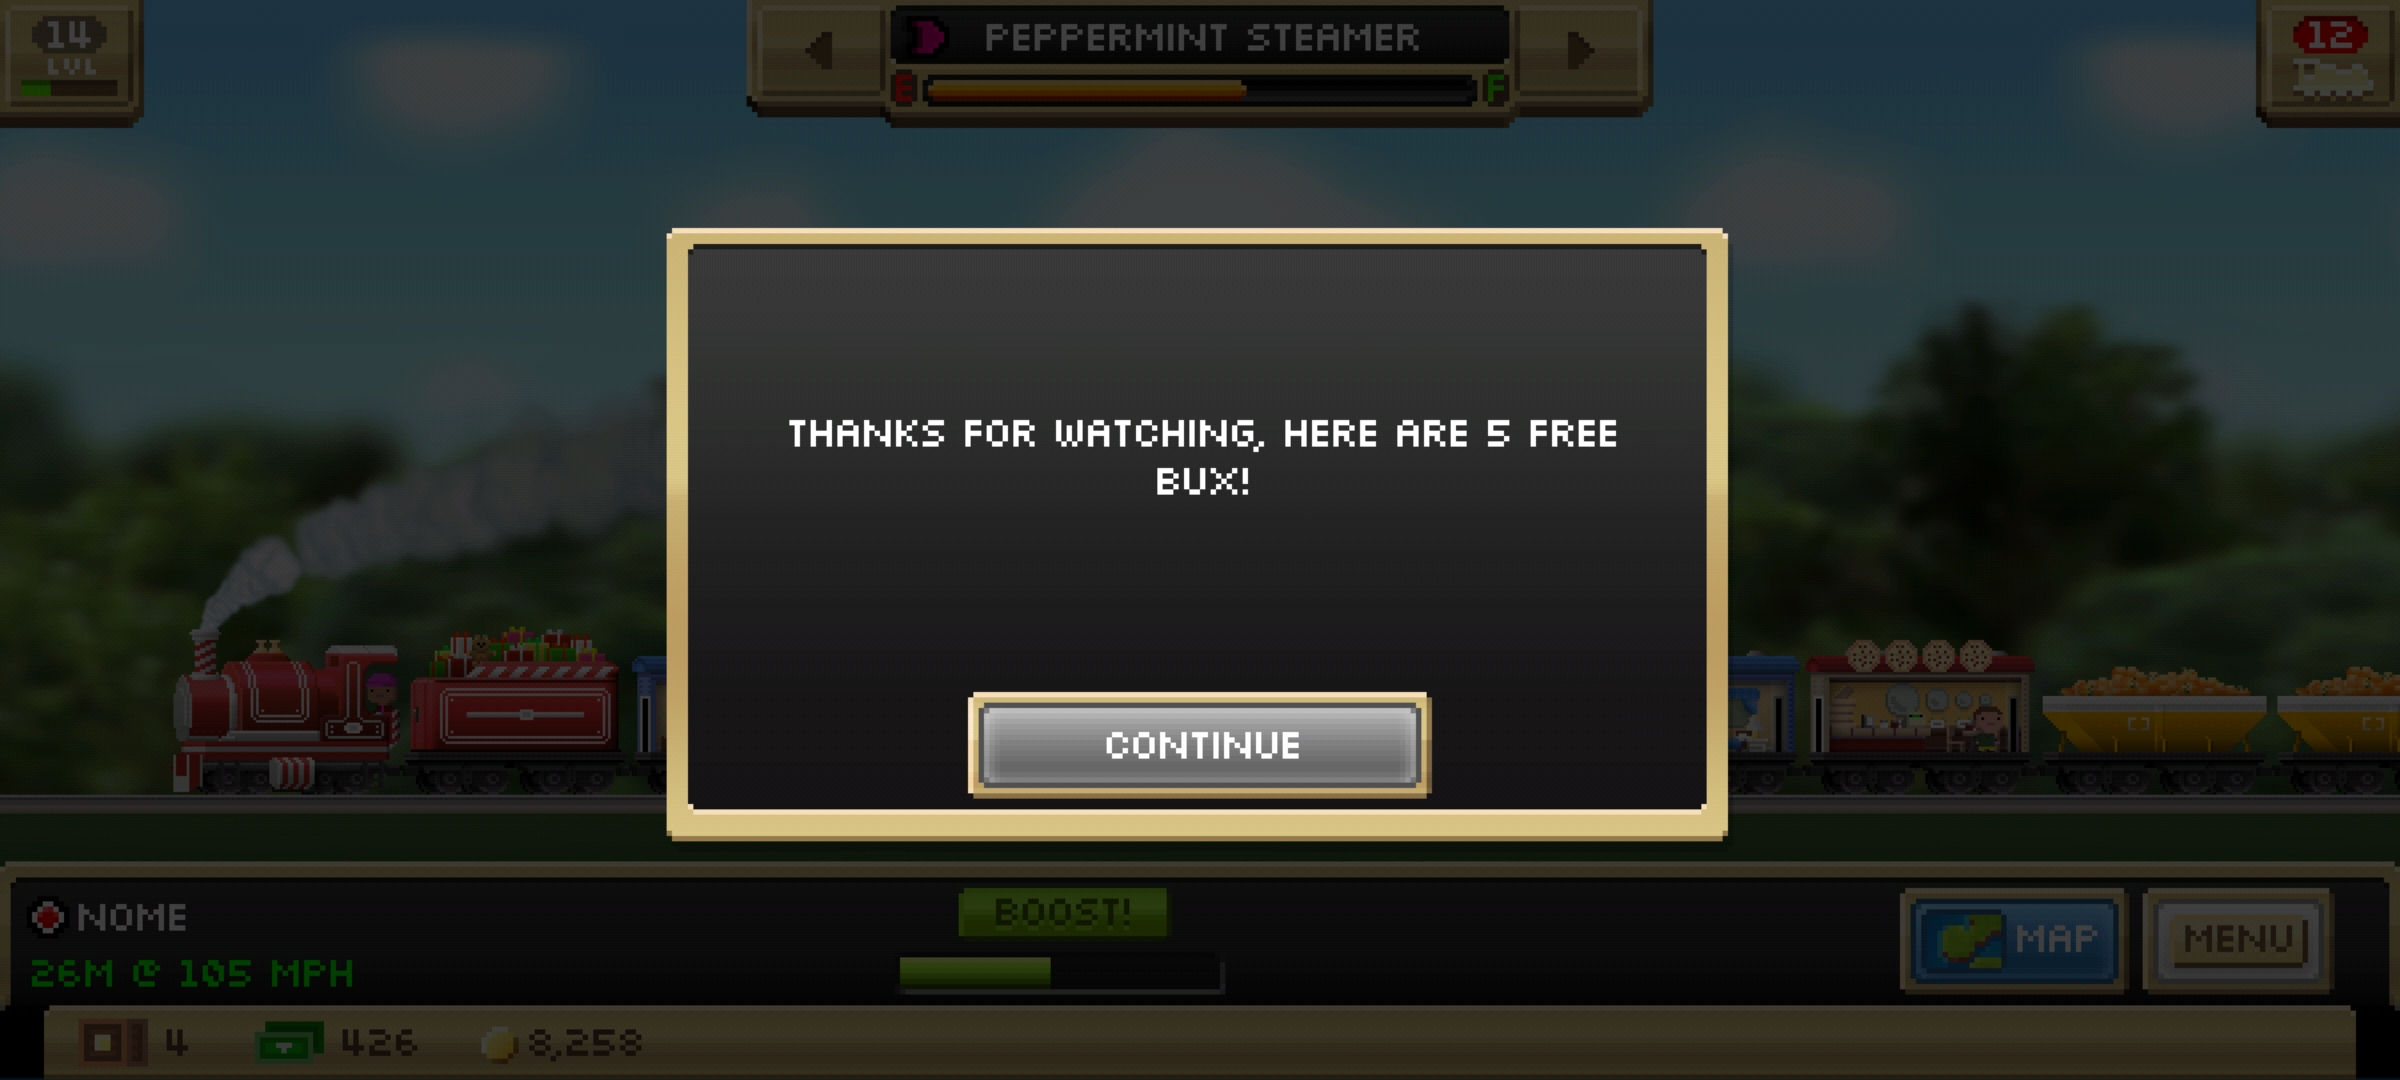 14
LVL
PEPPERMINT STEAMER
E F
12
THANKS FOR WATCHING, HERE ARE 5 FREE
BUX!
CONTINUE
NOME
26M @ 105 MPH
BOOST!
MAP
MENU
4 426 8,258